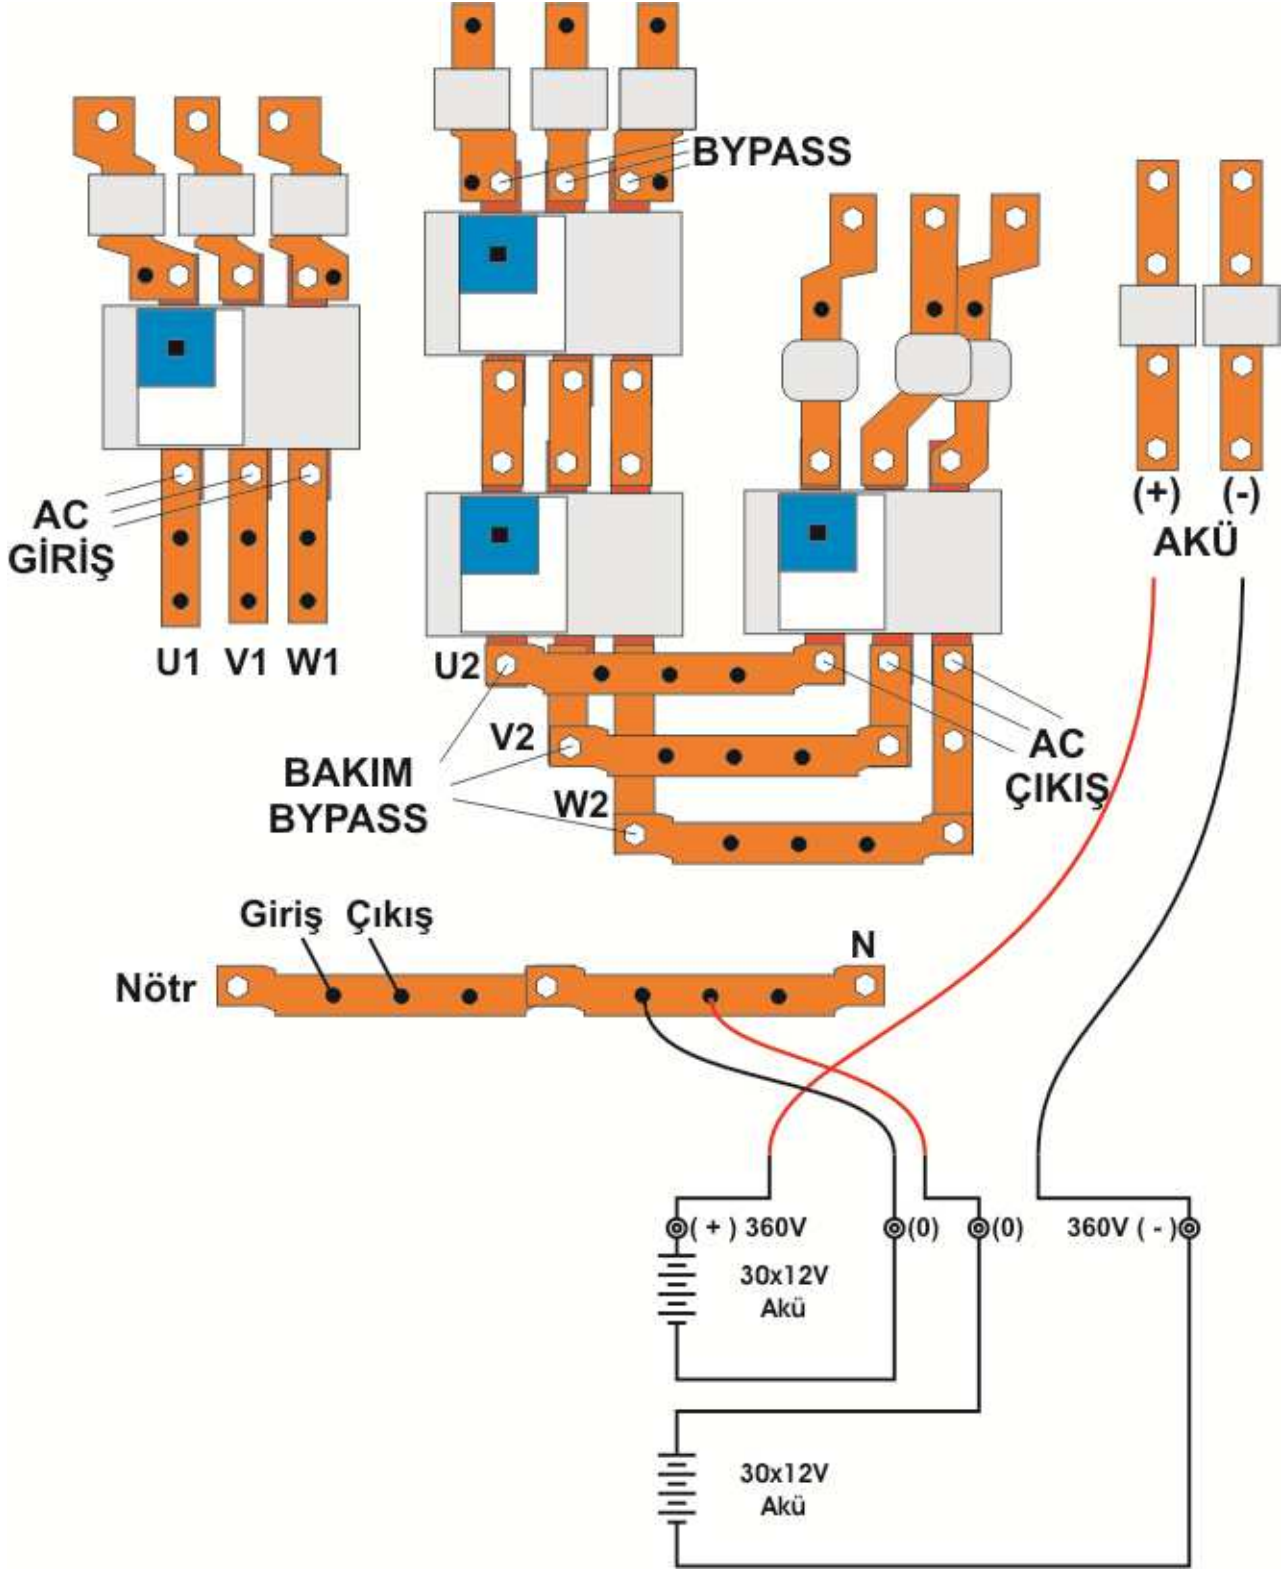 BYPASS
AC
GİRİŞ
U1 V1 W1
(+) (-)
AKÜ
U2
V2
W2
BAKIM
BYPASS
AC
ÇIKIŞ
Giriş Çıkış
Nötr
N
( + ) 360V
(0)
(0)
360V ( - )
30x12V
Akü
30x12V
Akü